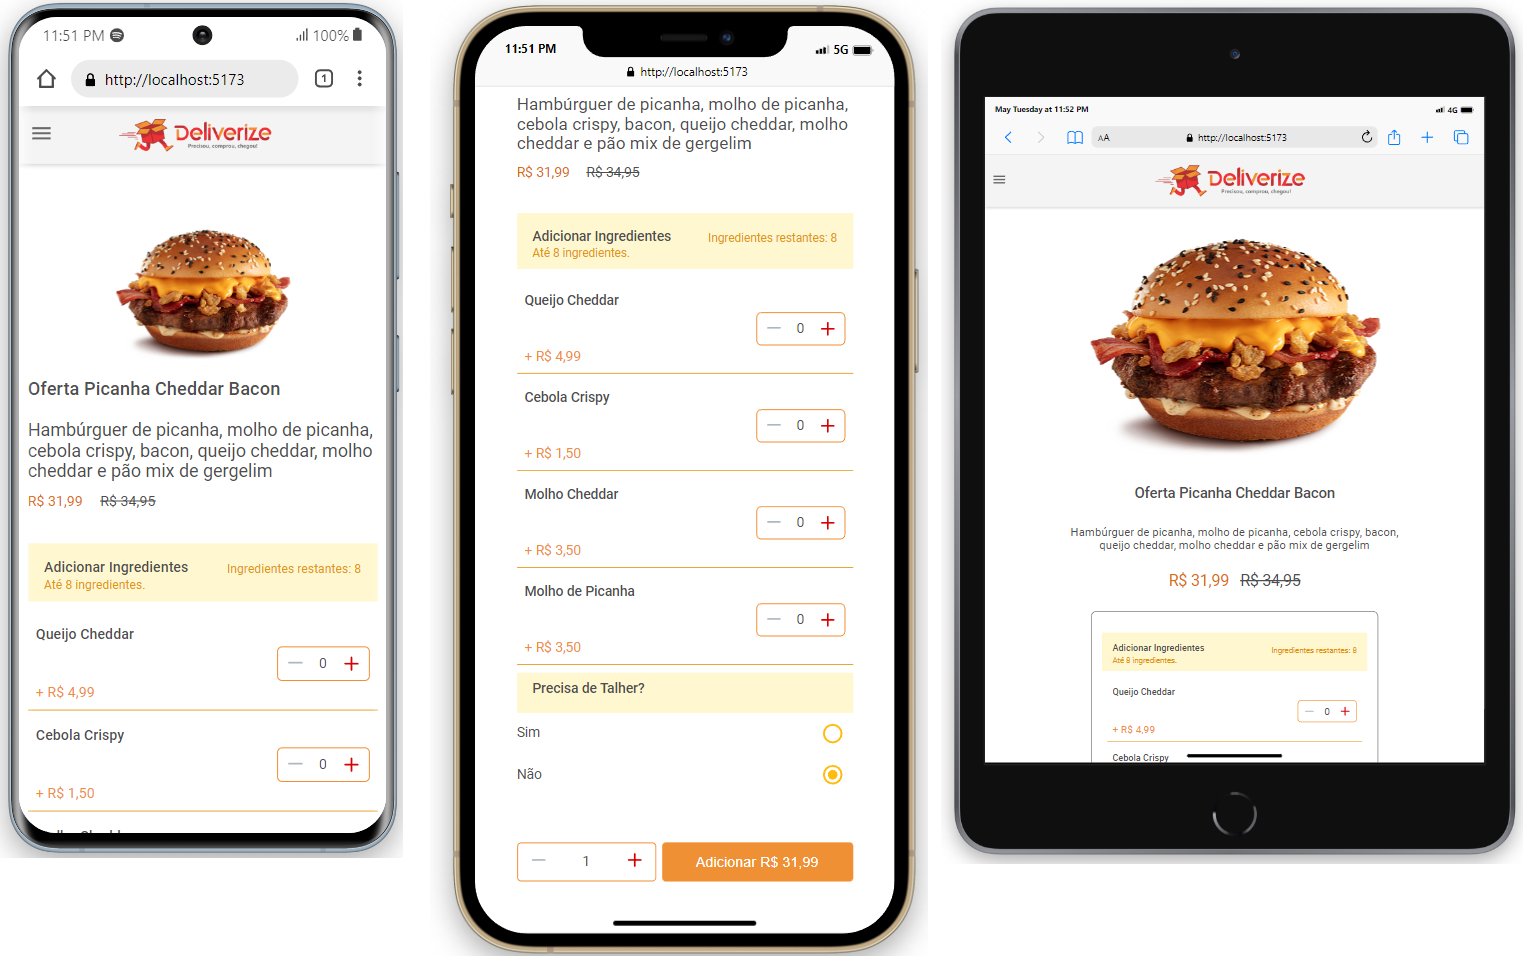 11:51 PM
100%
http://localhost:5173
1
Deliverize
Precisou, comprou, chegou!
Oferta Picanha Cheddar Bacon
Hambúrguer de picanha, molho de picanha,
cebola crispy, bacon, queijo cheddar, molho
cheddar e pão mix de gergelim
R$ 31,99 R$ 34,95
Adicionar Ingredientes
Ingredientes restantes: 8
Até 8 ingredientes.
Queijo Cheddar
0
+ R$ 4,99
Cebola Crispy
0
+ R$ 1,50
11:51 PM
5G
http://localhost:5173
Hambúrguer de picanha, molho de picanha,
cebola crispy, bacon, queijo cheddar, molho
cheddar e pão mix de gergelim
R$ 31,99 R$ 34,95
Adicionar Ingredientes
Ingredientes restantes: 8
Até 8 ingredientes.
Queijo Cheddar
0
+ R$ 4,99
Cebola Crispy
0
+ R$ 1,50
Molho Cheddar
0
+ R$ 3,50
Molho de Picanha
0
+ R$ 3,50
Precisa de Talher?
Sim
Não
1
Adicionar R$ 31,99
May Tuesday at 11:52 PM
4G
AA
http://localhost:5173
Deliverize
Precisou, comprou, chegou!
Oferta Picanha Cheddar Bacon
Hambúrguer de picanha, molho de picanha, cebola crispy, bacon,
queijo cheddar, molho cheddar e pão mix de gergelim
R$ 31,99 R$ 34,95
Adicionar Ingredientes
Ingredientes restantes: 8
Até 8 ingredientes.
Queijo Cheddar
0
+ R$ 4,99
Cebola Crispy